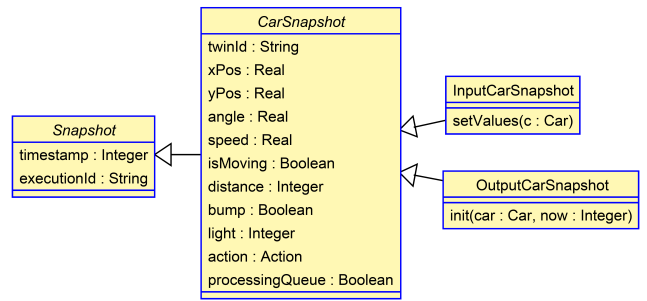 Snapshot
timestamp : Integer
executionId : String
CarSnapshot
twinId : String
xPos : Real
yPos : Real
angle : Real
speed : Real
isMoving : Boolean
distance : Integer
bump : Boolean
light : Integer
action : Action
processingQueue : Boolean
InputCarSnapshot
setValues(c : Car)
OutputCarSnapshot
init(car : Car, now : Integer)